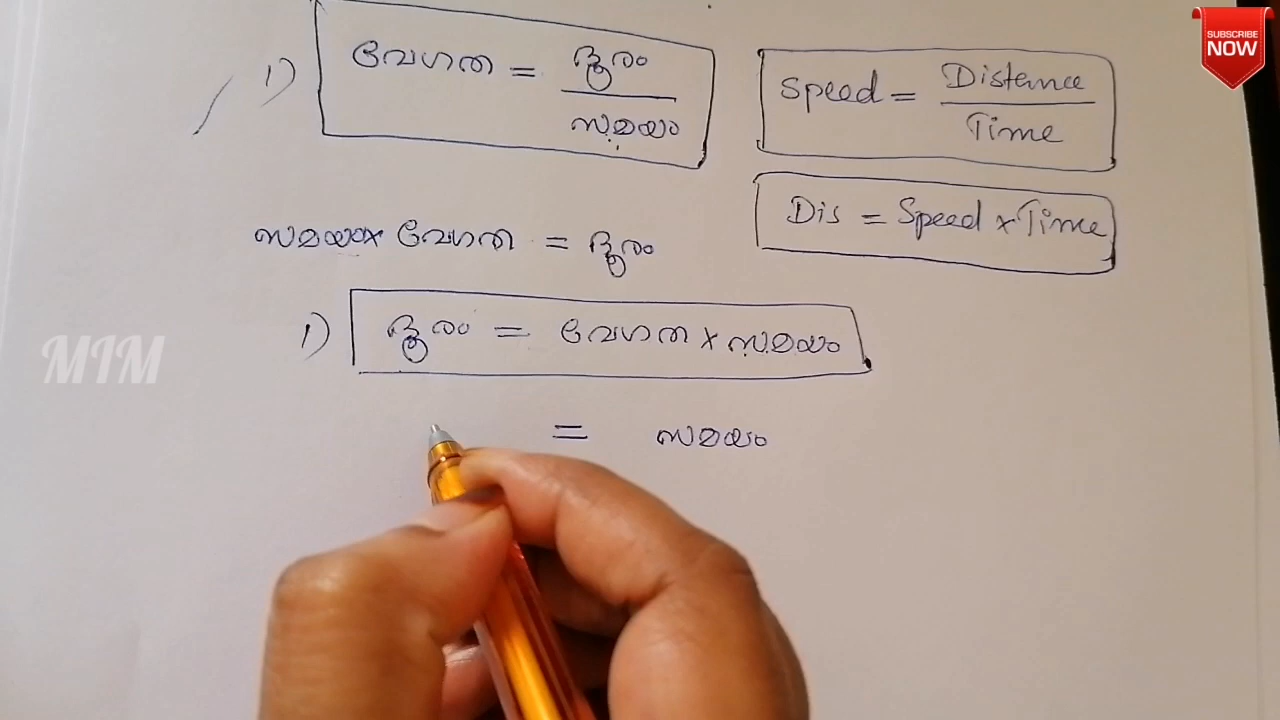 SUBSCRIBE
NOW
1) വേഗത = ദൂരം / സമയം
Speed = Distance / Time
Dis = Speed × Time
സമയം × വേഗത = ദൂരം
1) ദൂരം = വേഗത × സമയം
= സമയം
MIM